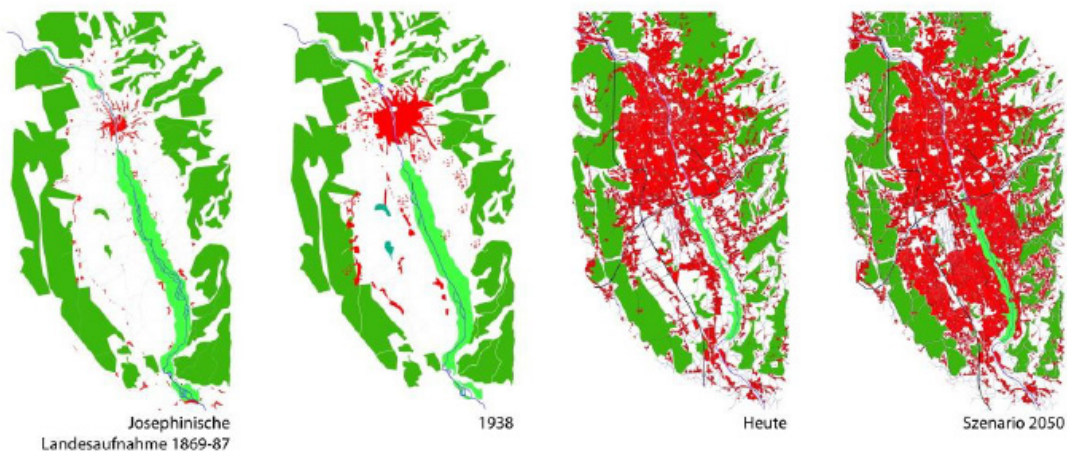 Josephinische
Landesaufnahme 1869-87
1938
Heute
Szenario 2050